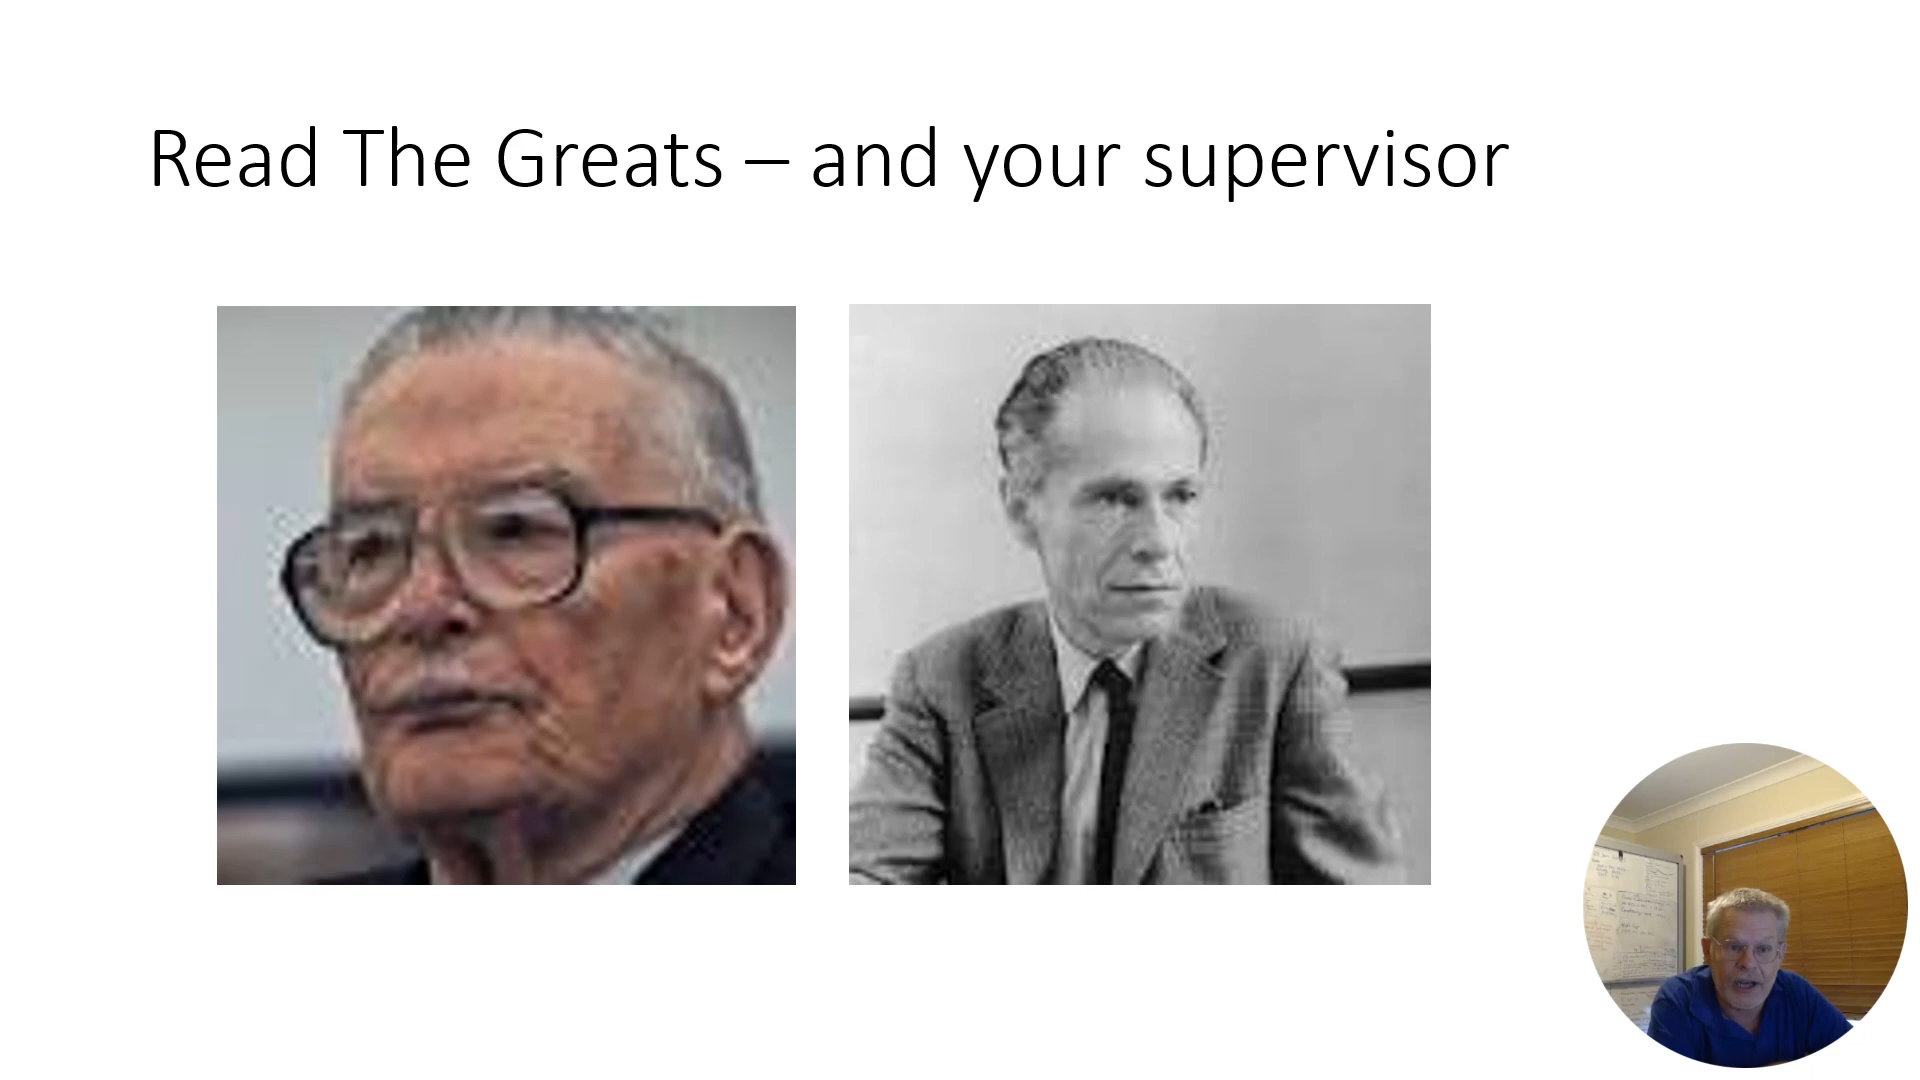 Read The Greats – and your supervisor